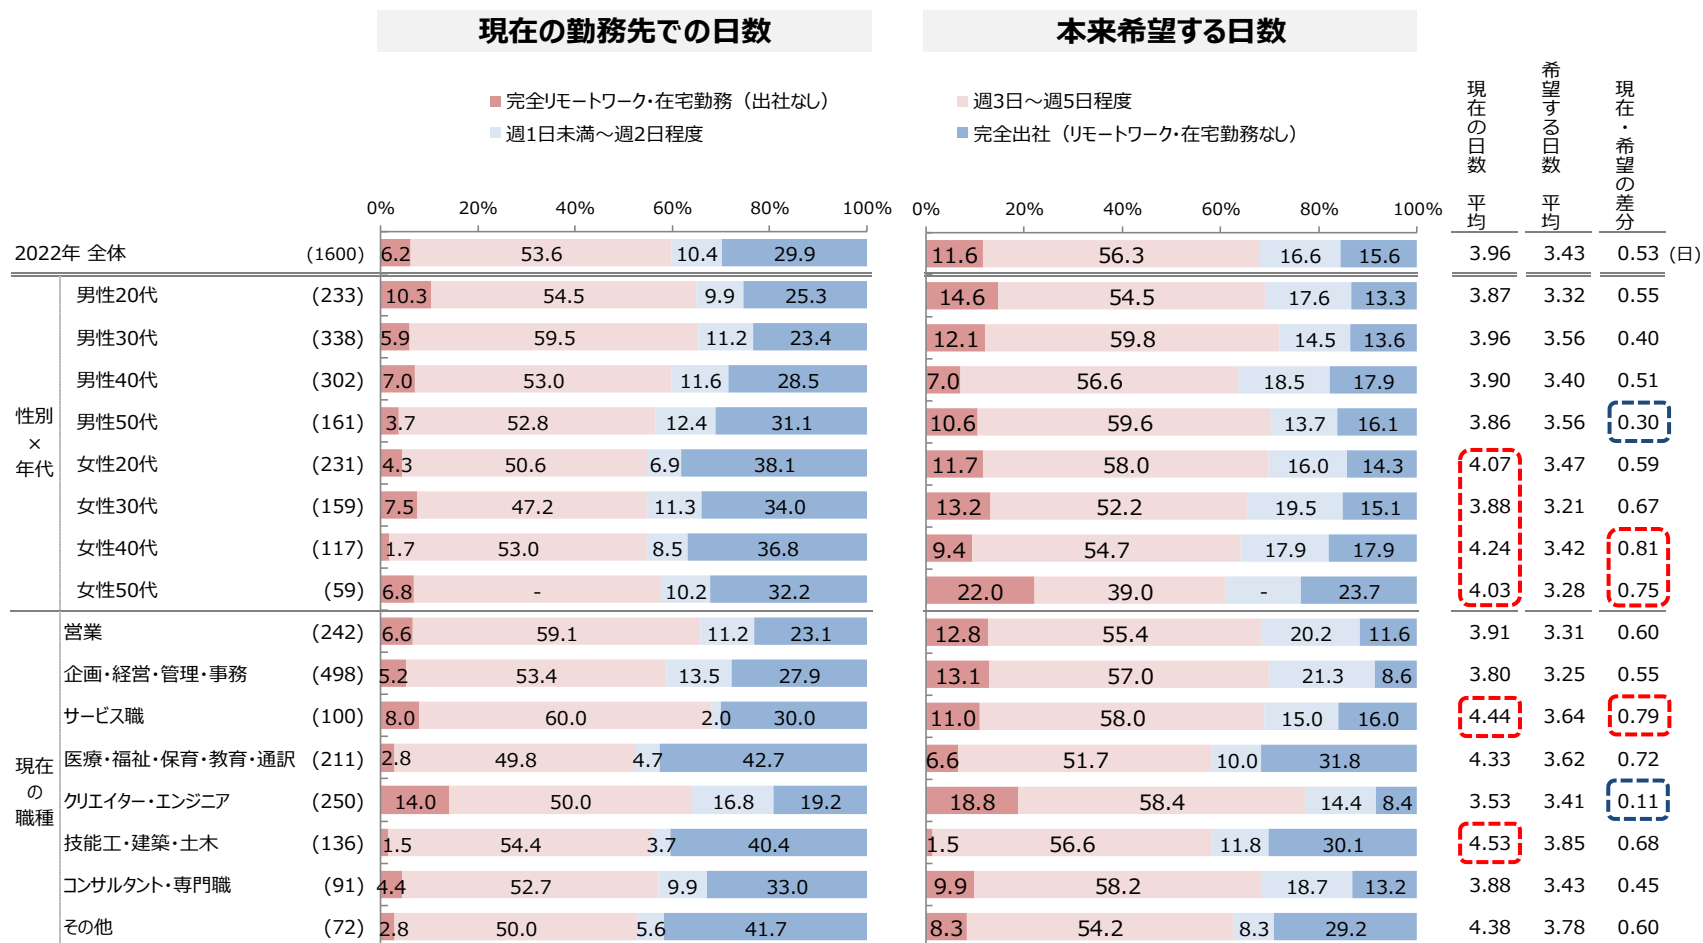 現在の勤務先での日数
本来希望する日数
完全リモートワーク・在宅勤務（出社なし）
週3日～週5日程度
週1日未満～週2日程度
完全出社（リモートワーク・在宅勤務なし）
現在の日数 平均
希望する日数 平均
現在・希望の差分
0% 20% 40% 60% 80% 100% 0% 20% 40% 60% 80% 100%
2022年 全体 (1600) 6.2 53.6 10.4 29.9 11.6 56.3 16.6 15.6 3.96 3.43 0.53 (日)
性別×年代
男性20代 (233) 10.3 54.5 9.9 25.3 14.6 54.5 17.6 13.3 3.87 3.32 0.55
男性30代 (338) 5.9 59.5 11.2 23.4 12.1 59.8 14.5 13.6 3.96 3.56 0.40
男性40代 (302) 7.0 53.0 11.6 28.5 7.0 56.6 18.5 17.9 3.90 3.40 0.51
男性50代 (161) 3.7 52.8 12.4 31.1 10.6 59.6 13.7 16.1 3.86 3.56 0.30
女性20代 (231) 4.3 50.6 6.9 38.1 11.7 58.0 16.0 14.3 4.07 3.47 0.59
女性30代 (159) 7.5 47.2 11.3 34.0 13.2 52.2 19.5 15.1 3.88 3.21 0.67
女性40代 (117) 1.7 53.0 8.5 36.8 9.4 54.7 17.9 17.9 4.24 3.42 0.81
女性50代 (59) 6.8 - 10.2 32.2 22.0 39.0 - 23.7 4.03 3.28 0.75
現在の職種
営業 (242) 6.6 59.1 11.2 23.1 12.8 55.4 20.2 11.6 3.91 3.31 0.60
企画・経営・管理・事務 (498) 5.2 53.4 13.5 27.9 13.1 57.0 21.3 8.6 3.80 3.25 0.55
サービス職 (100) 8.0 60.0 2.0 30.0 11.0 58.0 15.0 16.0 4.44 3.64 0.79
医療・福祉・保育・教育・通訳 (211) 2.8 49.8 4.7 42.7 6.6 51.7 10.0 31.8 4.33 3.62 0.72
クリエイター・エンジニア (250) 14.0 50.0 16.8 19.2 18.8 58.4 14.4 8.4 3.53 3.41 0.11
技能工・建築・土木 (136) 1.5 54.4 3.7 40.4 1.5 56.6 11.8 30.1 4.53 3.85 0.68
コンサルタント・専門職 (91) 4.4 52.7 9.9 33.0 9.9 58.2 18.7 13.2 3.88 3.43 0.45
その他 (72) 2.8 50.0 5.6 41.7 8.3 54.2 8.3 29.2 4.38 3.78 0.60